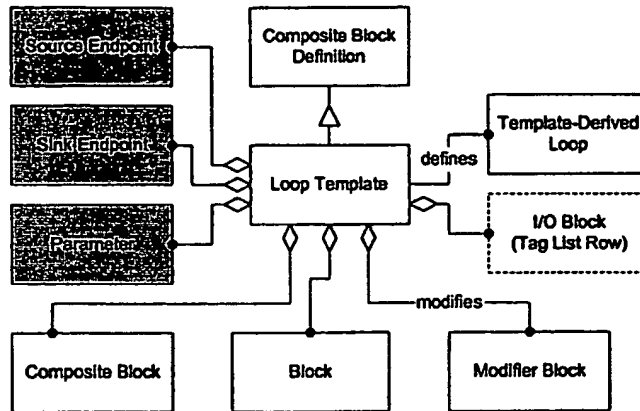 Source Endpoint
Composite Block
Definition
Sink Endpoint
Template-Derived
Loop
defines
Loop Template
Parameter
I/O Block
(Tag List Row)
modifies
Composite Block
Block
Modifier Block